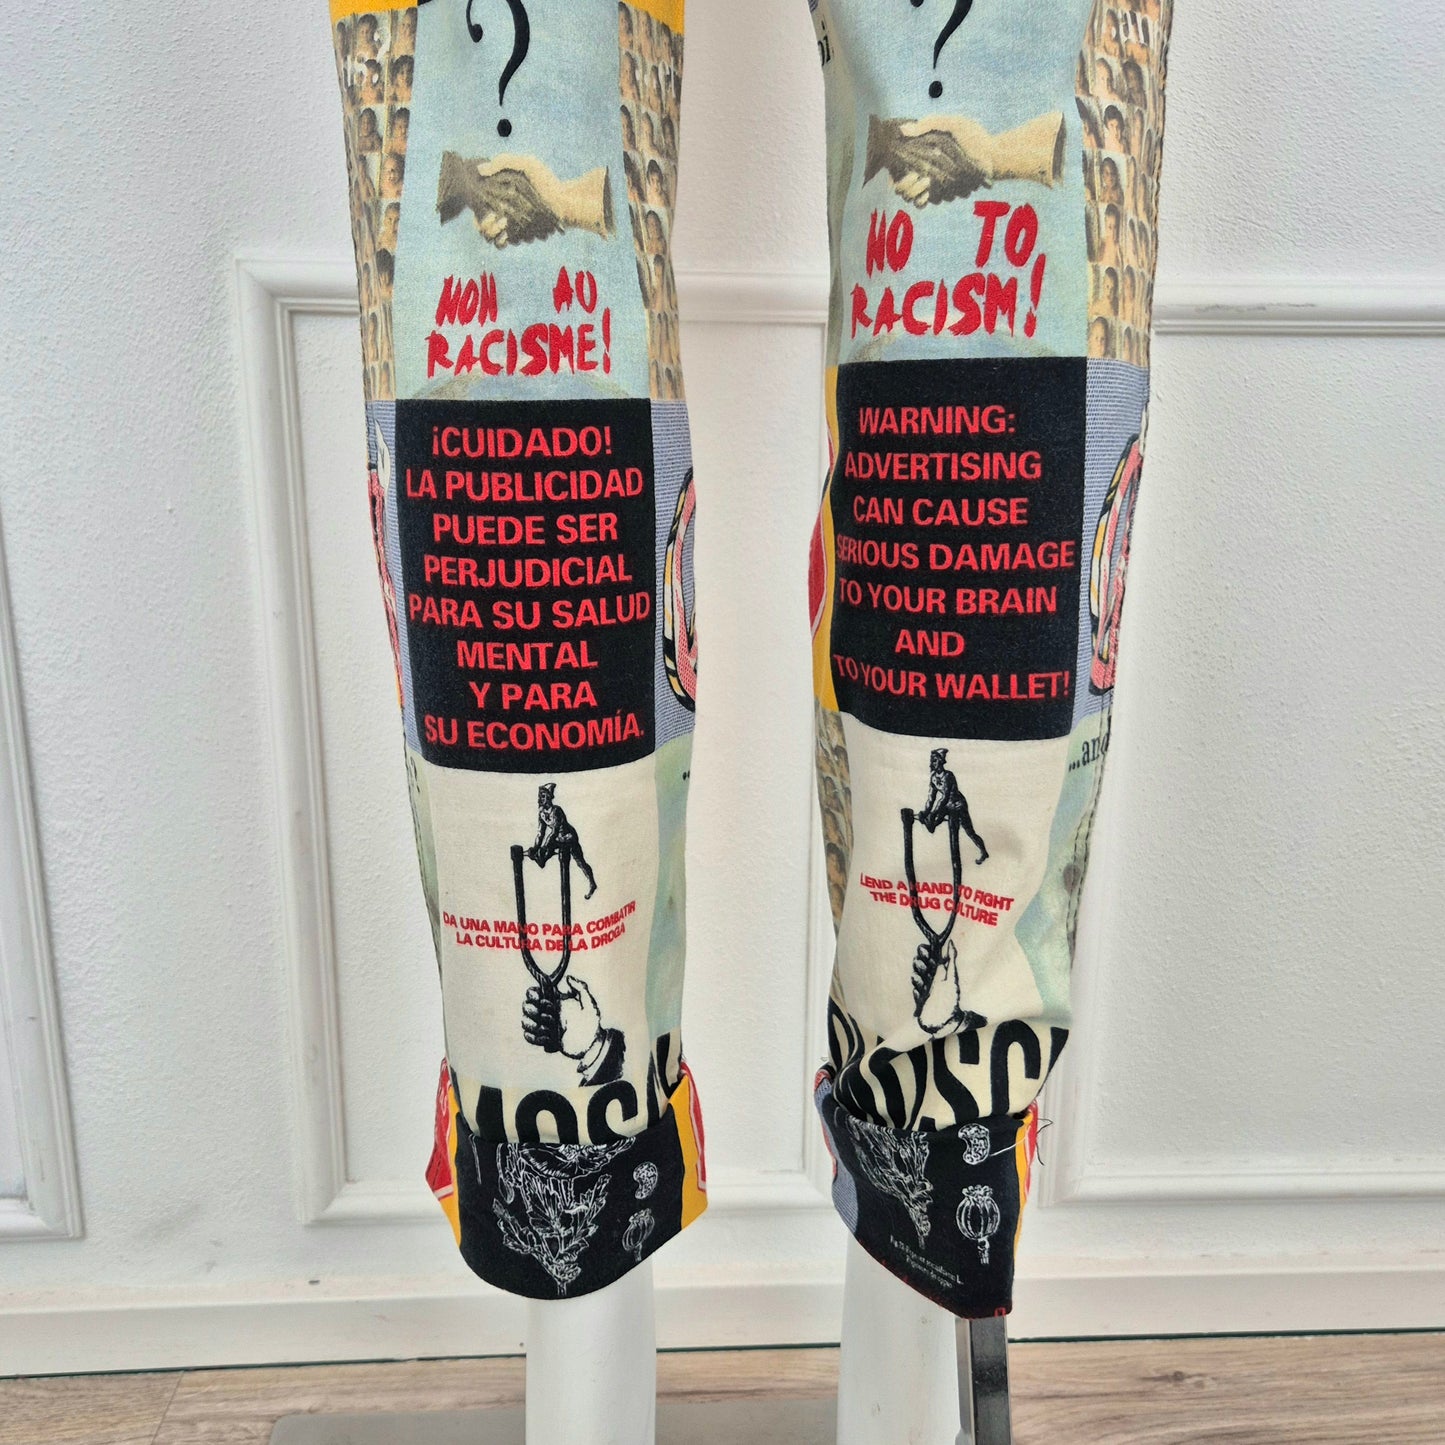 ?
NON AU
RACISME!
¡CUIDADO!
LA PUBLICIDAD
PUEDE SER
PERJUDICIAL
PARA SU SALUD
MENTAL
Y PARA
SU ECONOMÍA.
DA UNA MANO PARA COMBATIR
LA CULTURA DE LA DROGA
?
NO TO
RACISM!
WARNING:
ADVERTISING
CAN CAUSE
SERIOUS DAMAGE
TO YOUR BRAIN
AND
TO YOUR WALLET!
...and
LEND A HAND TO FIGHT
THE DRUG CULTURE